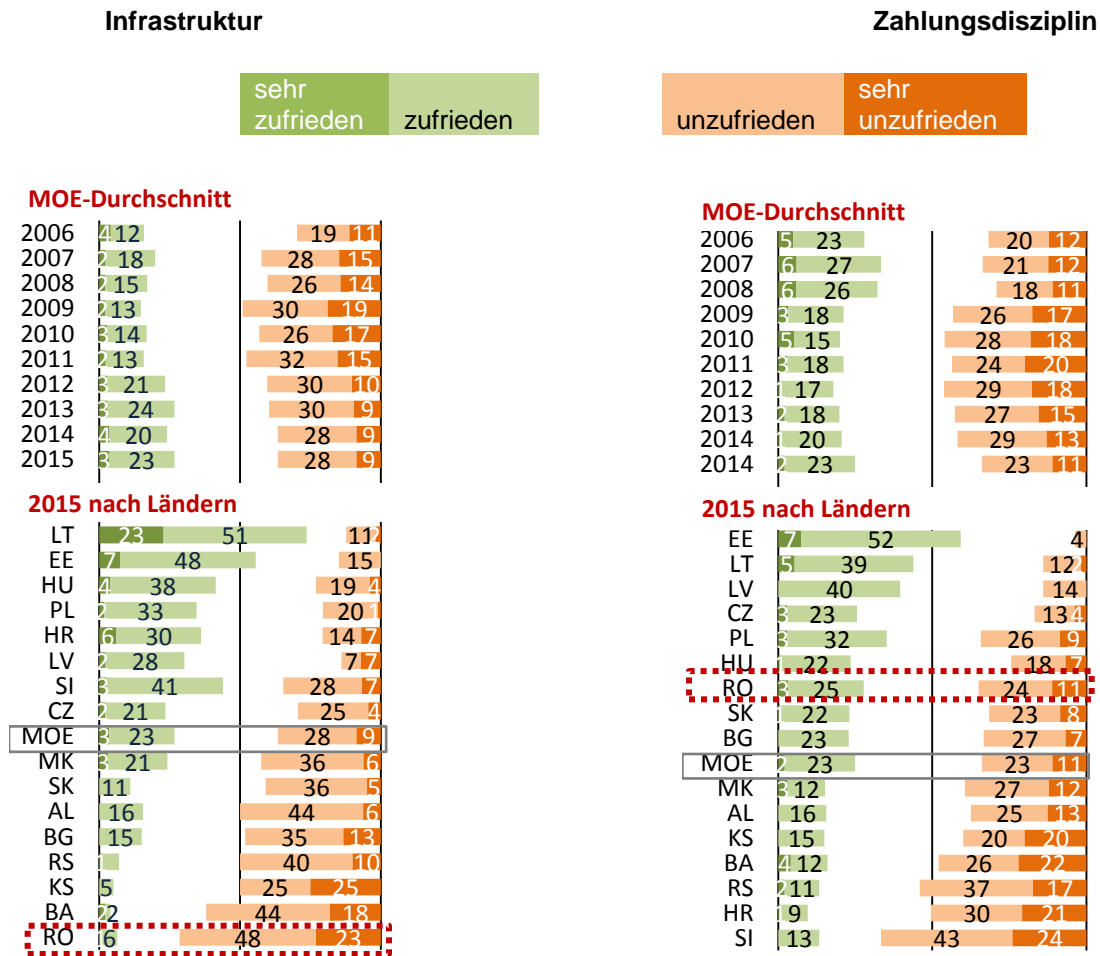 Infrastruktur
Zahlungsdisziplin
sehr
zufrieden zufrieden
sehr
unzufrieden unzufrieden
MOE-Durchschnitt
2006 4 12 19 11
2007 2 18 28 15
2008 2 15 26 14
2009 2 13 30 19
2010 3 14 26 17
2011 2 13 32 15
2012 3 21 30 10
2013 3 24 30 9
2014 4 20 28 9
2015 3 23 28 9
2015 nach Ländern
LT 23 51 11 2
EE 7 48 15
HU 4 38 19 4
PL 2 33 20 1
HR 6 30 14 7
LV 2 28 7 7
SI 3 41 28 7
CZ 2 21 25 4
MOE 3 23 28 9
MK 3 21 36 6
SK 11 36 5
AL 16 44 6
BG 15 35 13
RS 1 40 10
KS 5 25 25
BA 2 2 44 18
RO 6 48 23
MOE-Durchschnitt
2006 5 23 20 12
2007 6 27 21 12
2008 6 26 18 11
2009 3 18 26 17
2010 5 15 28 18
2011 3 18 24 20
2012 1 17 29 18
2013 2 18 27 15
2014 1 20 29 13
2014 2 23 23 11
2015 nach Ländern
EE 7 52 4
LT 5 39 12 2
LV 40 14
CZ 3 23 13 4
PL 3 32 26 9
HU 1 22 18 7
RO 3 25 24 11
SK 1 22 23 8
BG 23 27 7
MOE 2 23 23 11
MK 3 12 27 12
AL 16 25 13
KS 15 20 20
BA 4 12 26 22
RS 2 11 37 17
HR 1 9 30 21
SI 13 43 24